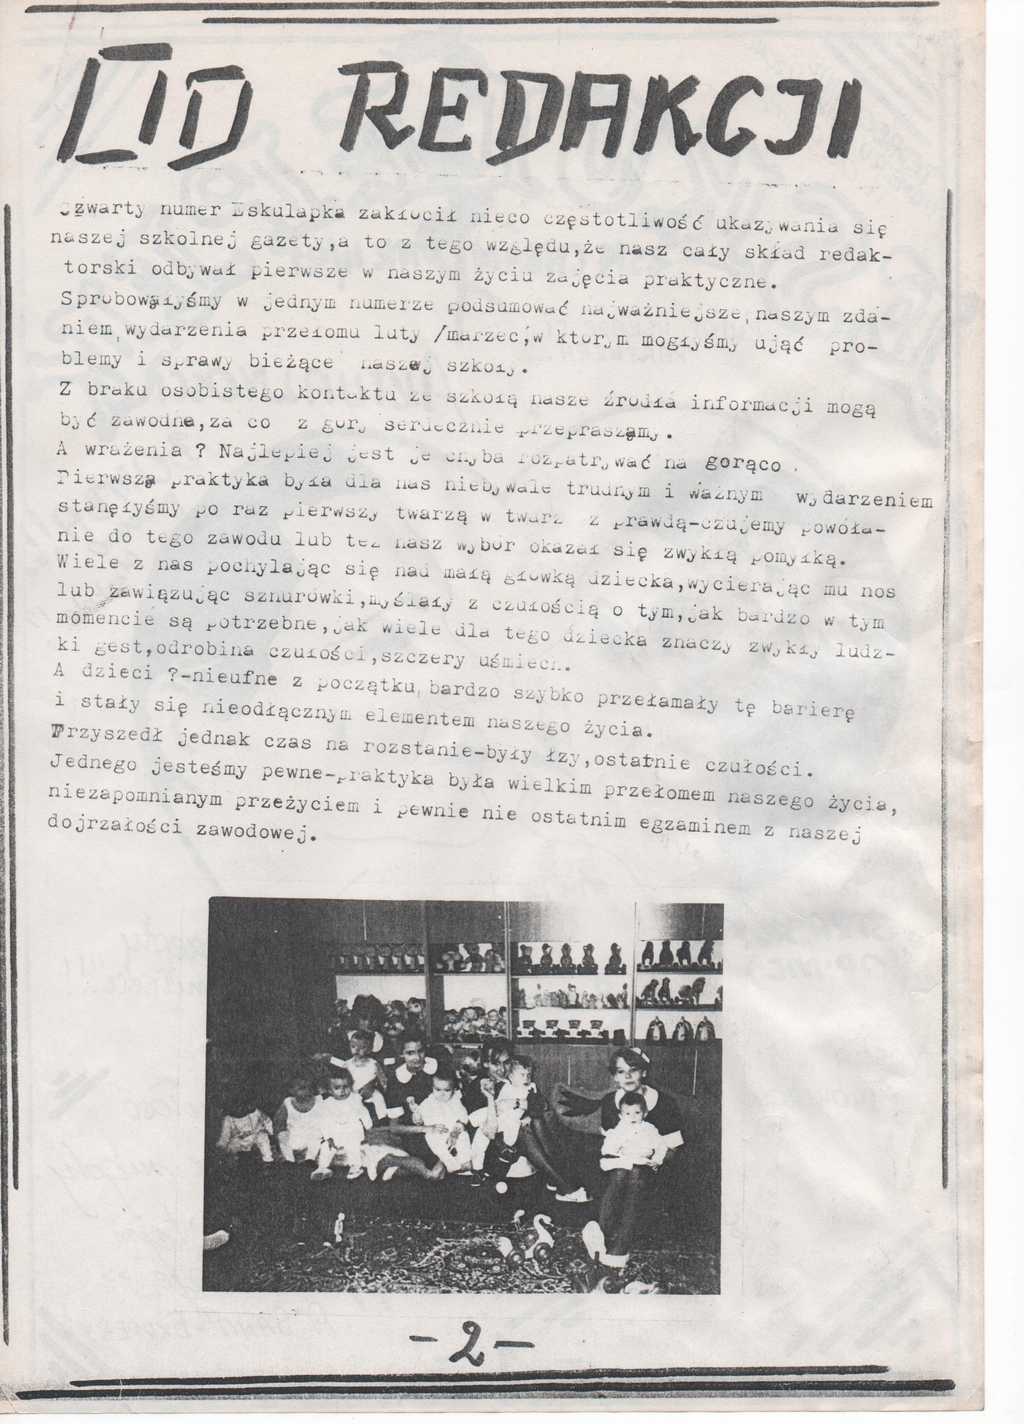 OD REDAKCJI
Czwarty numer Eskulapka zakłócił nieco częstotliwość ukazywania się
naszej szkolnej gazety,a to z tego względu,że nasz cały skład redak-
torski odbywał pierwsze w naszym życiu zajęcia praktyczne.
Sprobowałyśmy w jednym numerze podsumować najważniejsze,naszym zda-
niem,wydarzenia przełomu luty /marzec,w którym mogłyśmy ująć pro-
blemy i sprawy bieżące naszej szkoły.
Z braku osobistego kontaktu ze szkołą nasze źrodła informacji mogą
być zawodne,za co z gory serdecznie przepraszamy.
A wrażenia ? Najlepiej jest je chyba rozpatrywać na gorąco .
Pierwsza praktyka była dla nas niebywale trudnym i ważnym wydarzeniem
stanęłyśmy po raz pierwszy twarzą w twarz z prawdą-czujemy powoła-
nie do tego zawodu lub też nasz wybór okazał się zwykłą pomyłką.
Wiele z nas pochylając się nad małą główką dziecka,wycierając mu nos
lub zawiązując sznurówki,myślały z czułością o tym,jak bardzo w tym
momencie są potrzebne,jak wiele dla tego dziecka znaczy zwykły ludz-
ki gest,odrobina czułości,szczery uśmiech.
A dzieci ?-nieufne z początku,bardzo szybko przełamały tę barierę
i stały się nieodłącznym elementem naszego życia.
Przyszedł jednak czas na rozstanie-były łzy,ostatnie czułości.
Jednego jesteśmy pewne-praktyka była wielkim przełomem naszego życia,
niezapomnianym przeżyciem i pewnie nie ostatnim egzaminem z naszej
dojrzałości zawodowej.
-2-